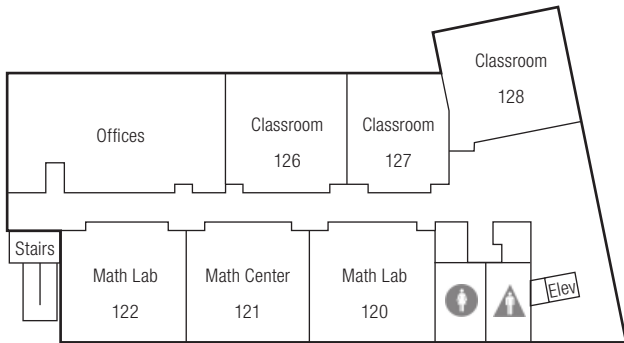 Classroom
128
Offices
Classroom
126
Classroom
127
Stairs
Math Lab
122
Math Center
121
Math Lab
120
Elev